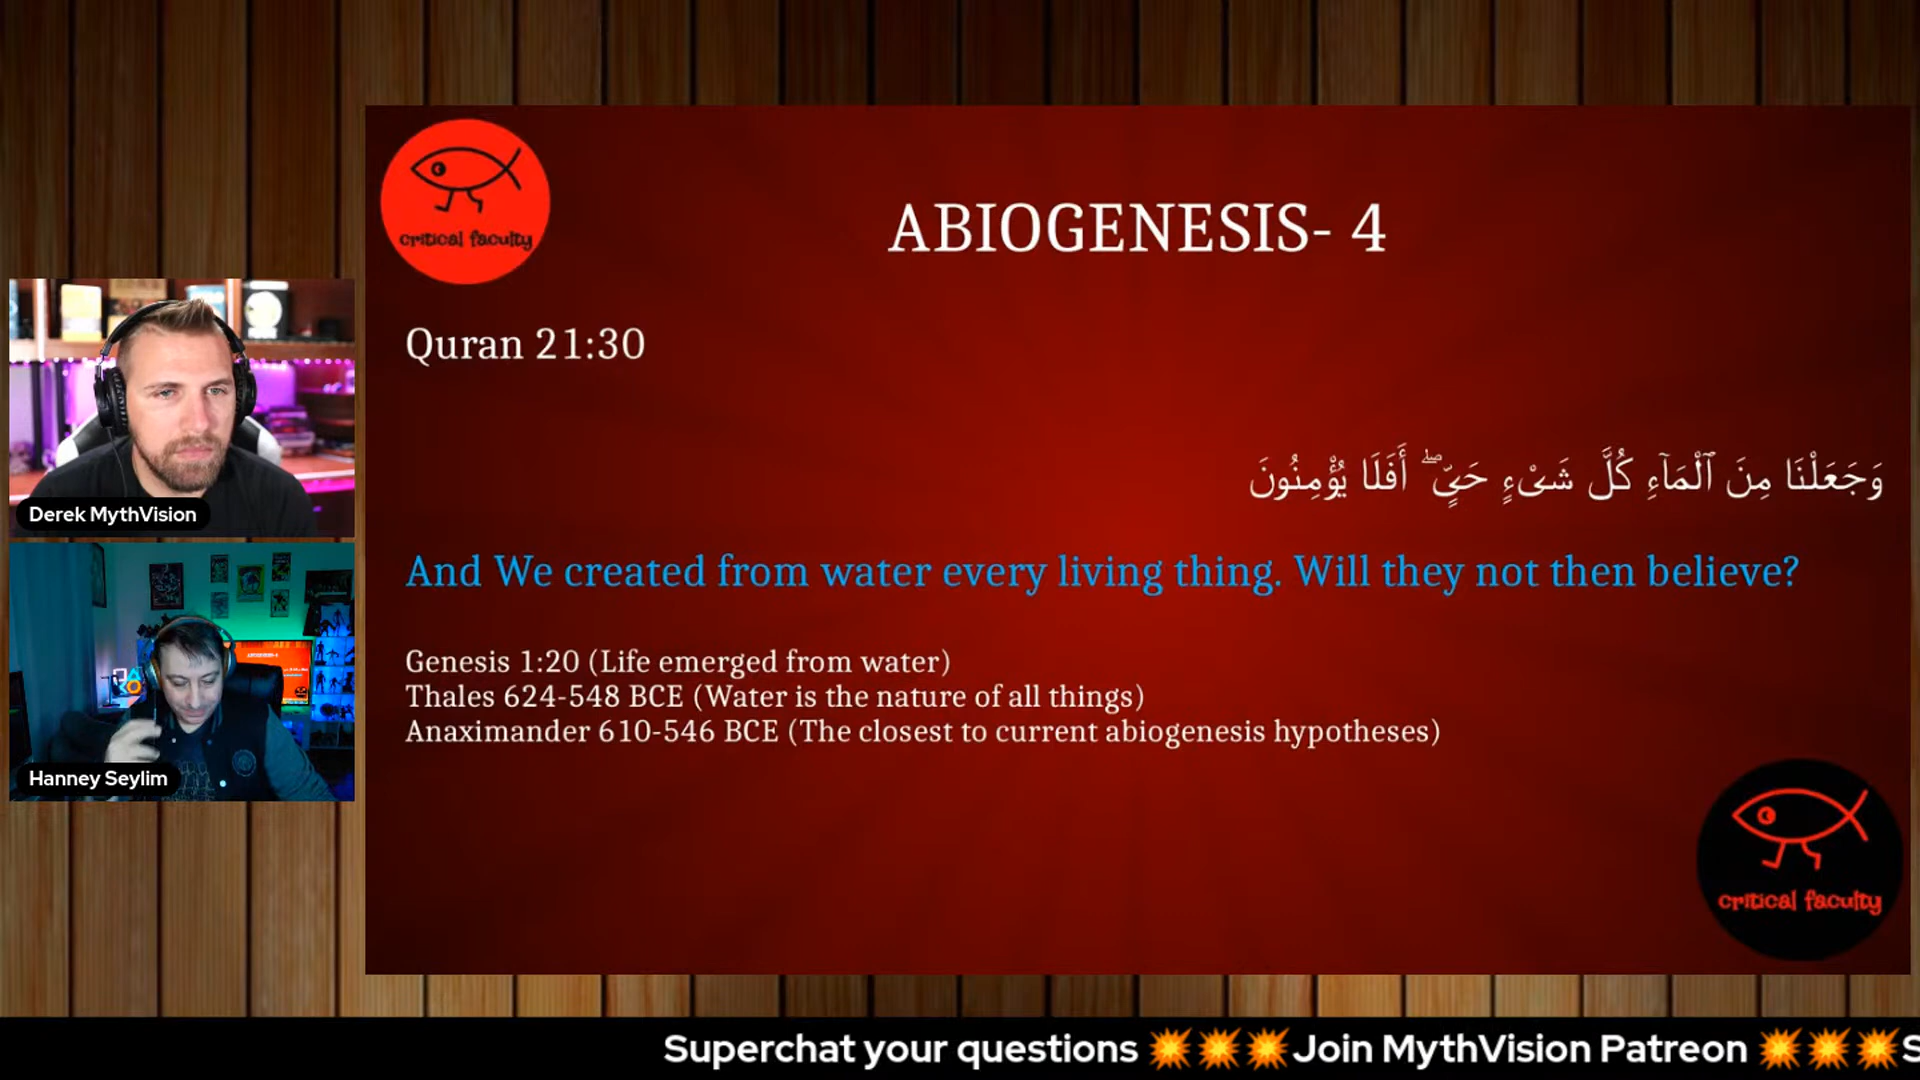 critical faculty
ABIOGENESIS- 4
Quran 21:30
وَجَعَلْنَا مِنَ ٱلْمَآءِ كُلَّ شَىْءٍ حَىٍّ ۖ أَفَلَا يُؤْمِنُونَ
And We created from water every living thing. Will they not then believe?
Genesis 1:20 (Life emerged from water)
Thales 624-548 BCE (Water is the nature of all things)
Anaximander 610-546 BCE (The closest to current abiogenesis hypotheses)
critical faculty
Derek MythVision
Hanney Seylim
Superchat your questions 💥💥💥Join MythVision Patreon 💥💥💥S